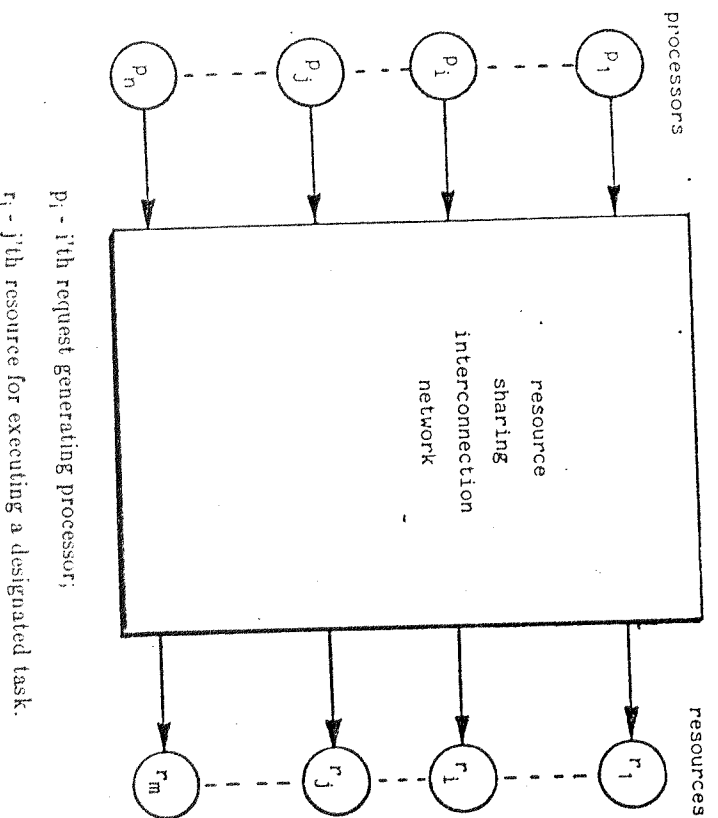 processors
resources
p1
r1
resource
sharing
interconnection
network
pi
ri
pj
rj
pn
rm
pi - i'th request generating processor;
rj - j'th resource for executing a designated task.